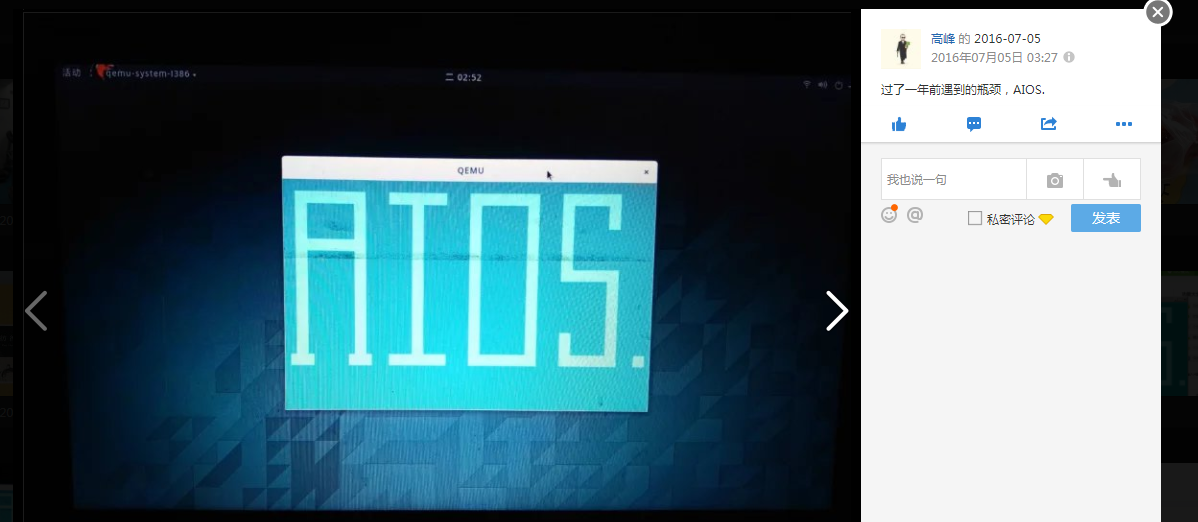 活动
qemu-system-i386
二 02:52
QEMU
AIOS.
高峰 的 2016-07-05
2016年07月05日 03:27
过了一年前遇到的瓶颈，AIOS.
我也说一句
私密评论
发表